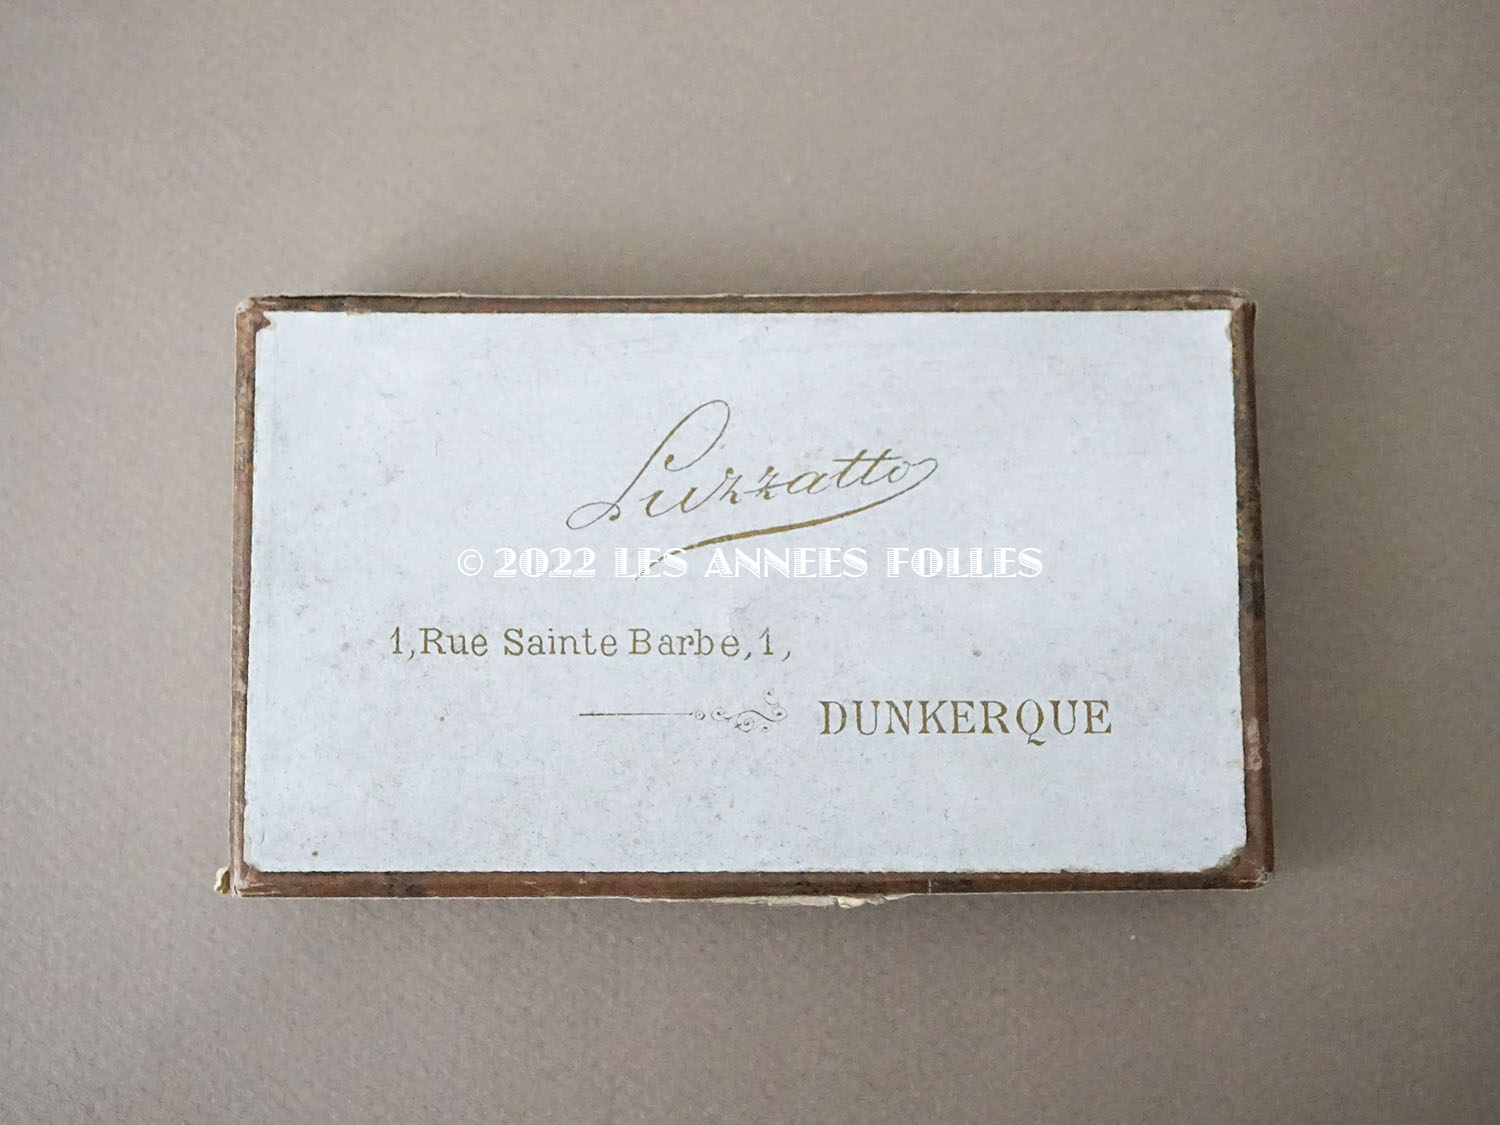 Luzzatto
© 2022 LES ANNEES FOLLES
1, Rue Sainte Barbe, 1,
DUNKERQUE